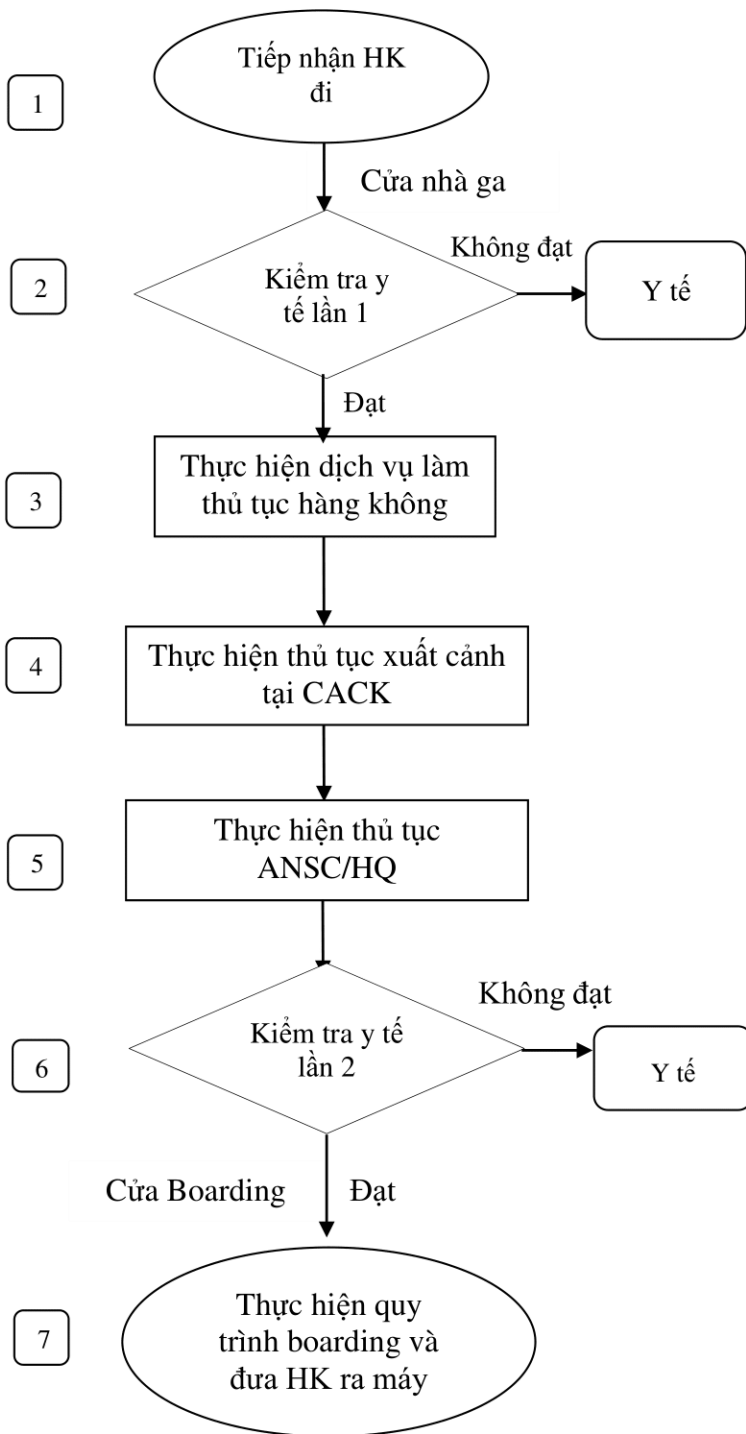 Tiếp nhận HK
đi
1
Cửa nhà ga
Không đạt
2
Kiểm tra y
tế lần 1
Y tế
Đạt
3
Thực hiện dịch vụ làm
thủ tục hàng không
4
Thực hiện thủ tục xuất cảnh
tại CACK
5
Thực hiện thủ tục
ANSC/HQ
Không đạt
6
Kiểm tra y tế
lần 2
Y tế
Cửa Boarding
Đạt
7
Thực hiện quy
trình boarding và
đưa HK ra máy